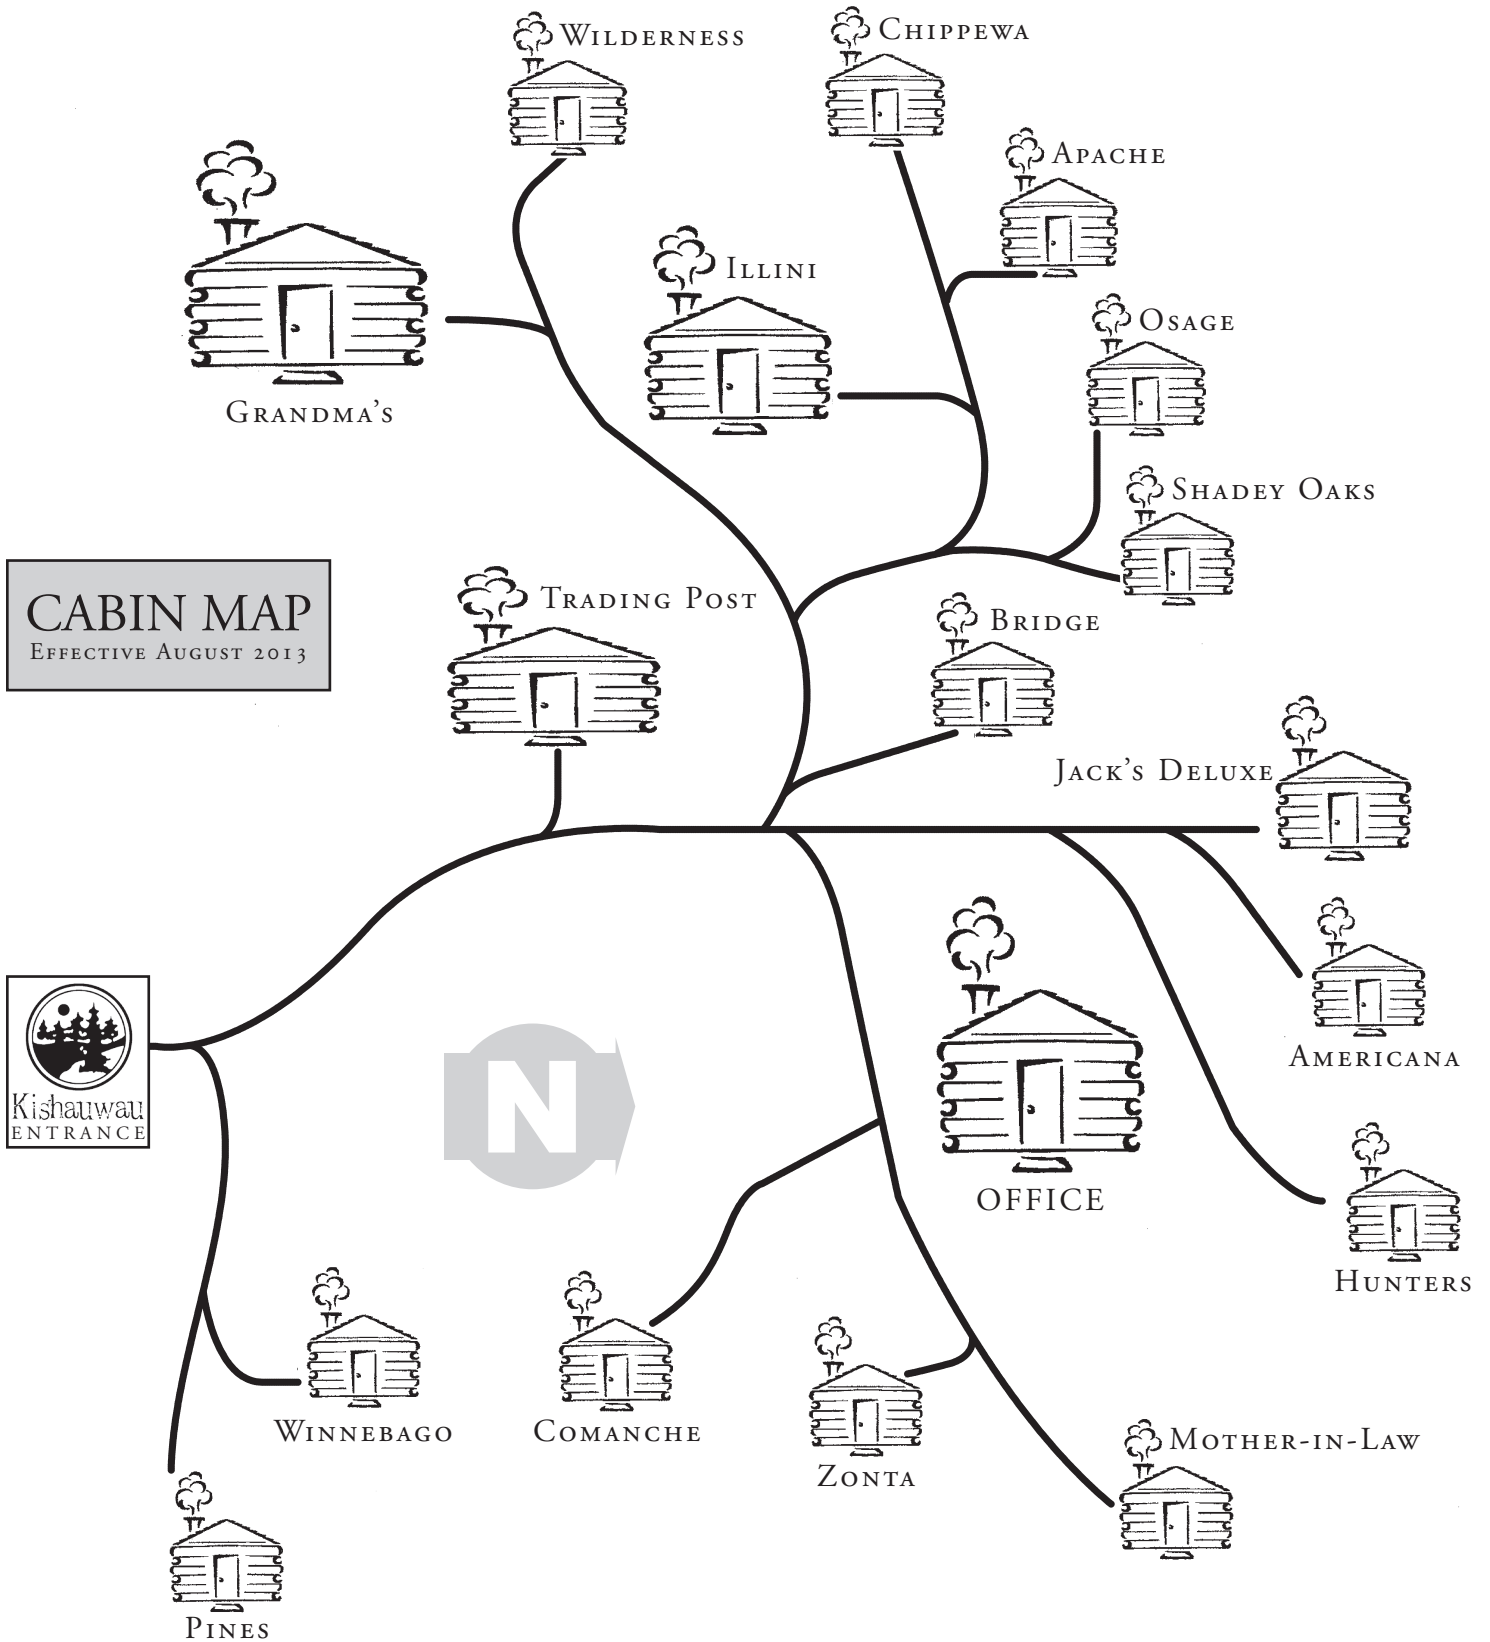 Wilderness
Chippewa
Apache
Illini
Osage
Grandma's
Shadey Oaks
CABIN MAP
Effective August 2013
Trading Post
Bridge
Jack's Deluxe
Americana
Kishauwau
ENTRANCE
N
OFFICE
Hunters
Winnebago
Comanche
Zonta
Mother-in-Law
Pines